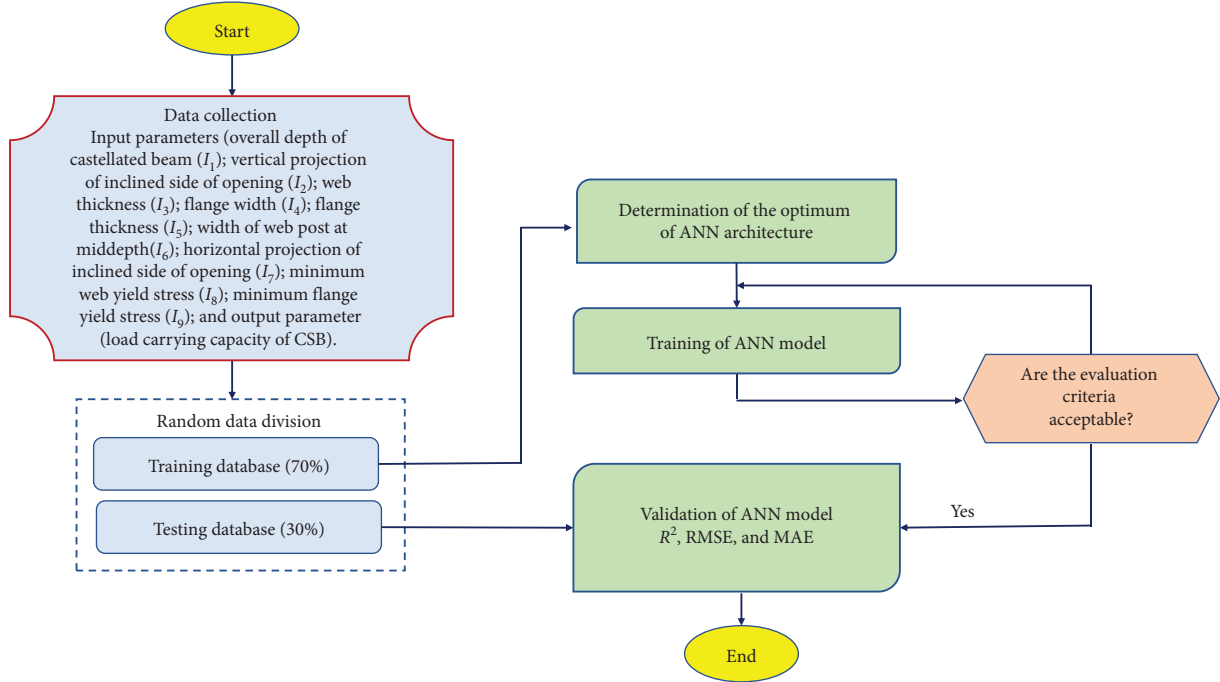 Start
Data collection
Input parameters (overall depth of
castellated beam (I₁); vertical projection
of inclined side of opening (I₂); web
thickness (I₃); flange width (I₄); flange
thickness (I₅); width of web post at
middepth(I₆); horizontal projection of
inclined side of opening (I₇); minimum
web yield stress (I₈); minimum flange
yield stress (I₉); and output parameter
(load carrying capacity of CSB).
Random data division
Training database (70%)
Testing database (30%)
Determination of the optimum
of ANN architecture
Training of ANN model
Are the evaluation
criteria
acceptable?
Yes
Validation of ANN model
R², RMSE, and MAE
End